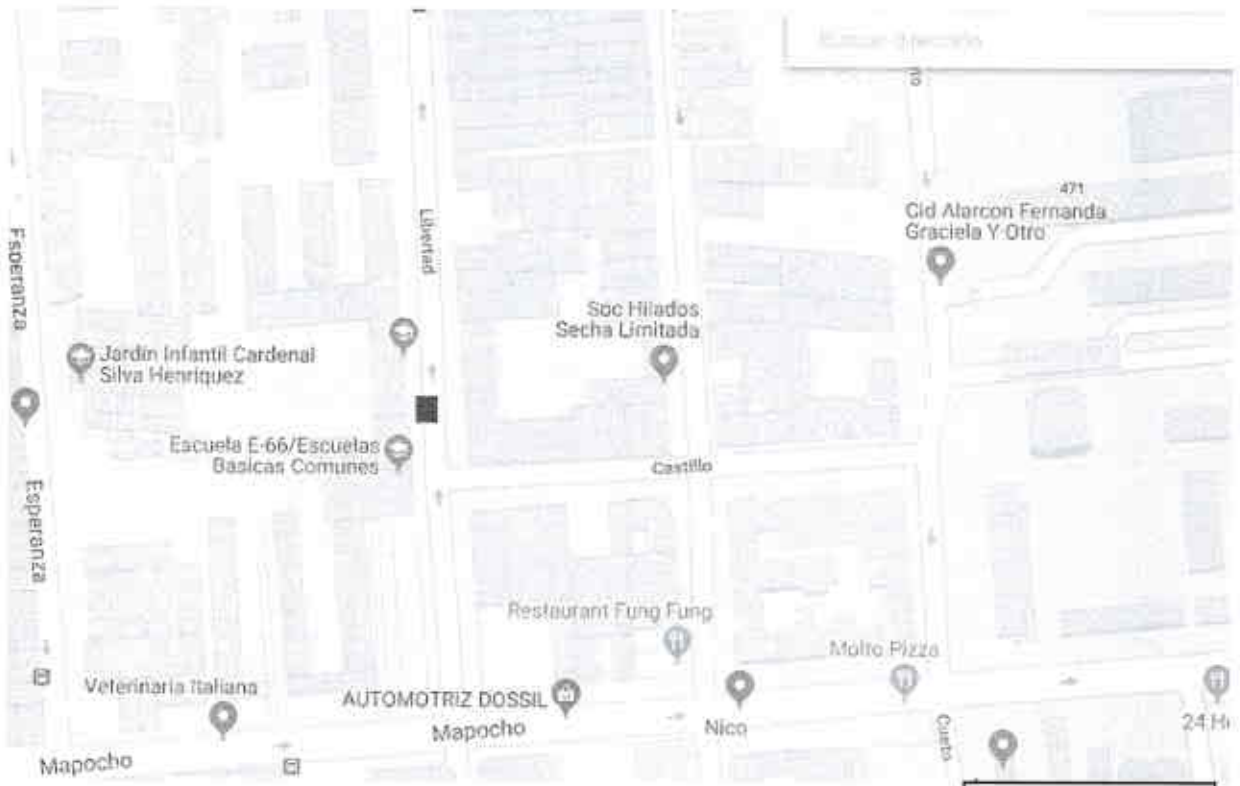 Buscar dirección
471
Cid Alarcon Fernanda
Graciela Y Otro
Libertad
Esperanza
Soc Hilados
Secha Limitada
Jardin Infantil Cardenal
Silva Henriquez
Escuela E-66/Escuelas
Basicas Comunes
Castillo
Esperanza
Restaurant Fung Fung
Molto Pizza
Veterinaria Italiana
AUTOMOTRIZ DOSSIL
Mapocho
Nico
Cueto
24 H
Mapocho